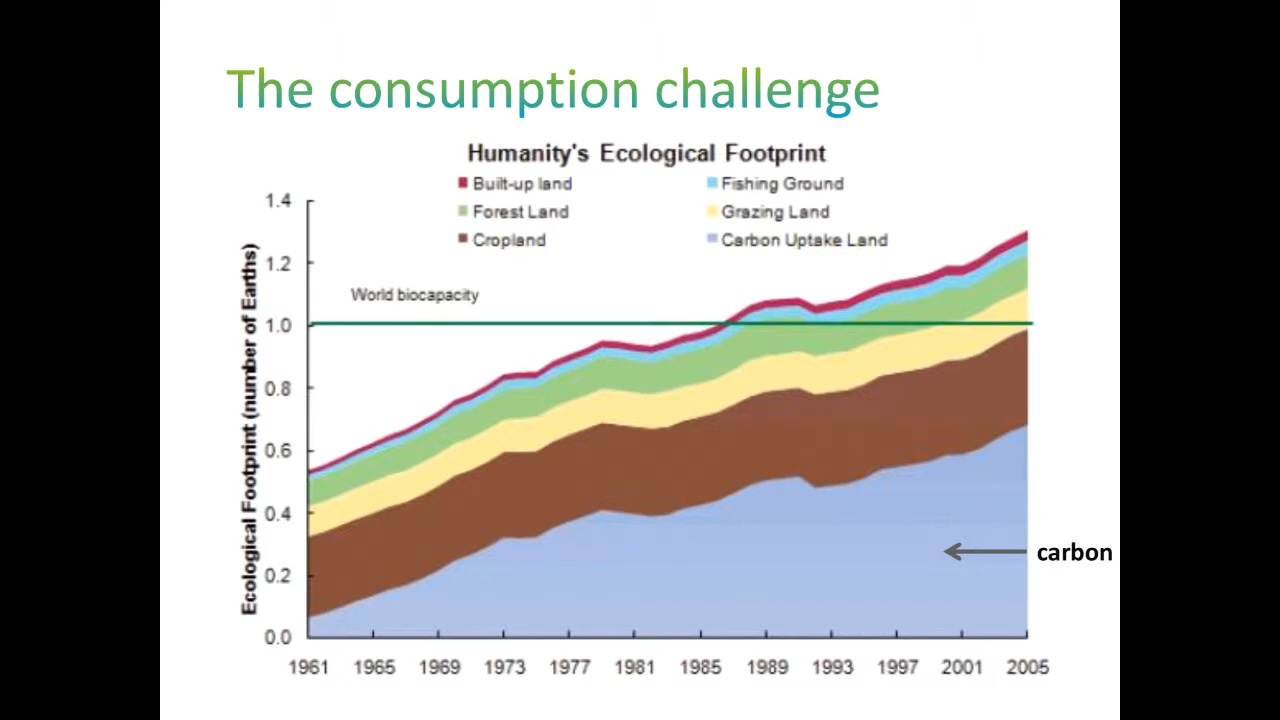 The consumption challenge
Humanity's Ecological Footprint
Built-up land Fishing Ground
Forest Land Grazing Land
Cropland Carbon Uptake Land
Ecological Footprint (number of Earths)
1.4
1.2
World biocapacity
1.0
0.8
0.6
0.4
carbon
0.2
0.0
1961 1965 1969 1973 1977 1981 1985 1989 1993 1997 2001 2005